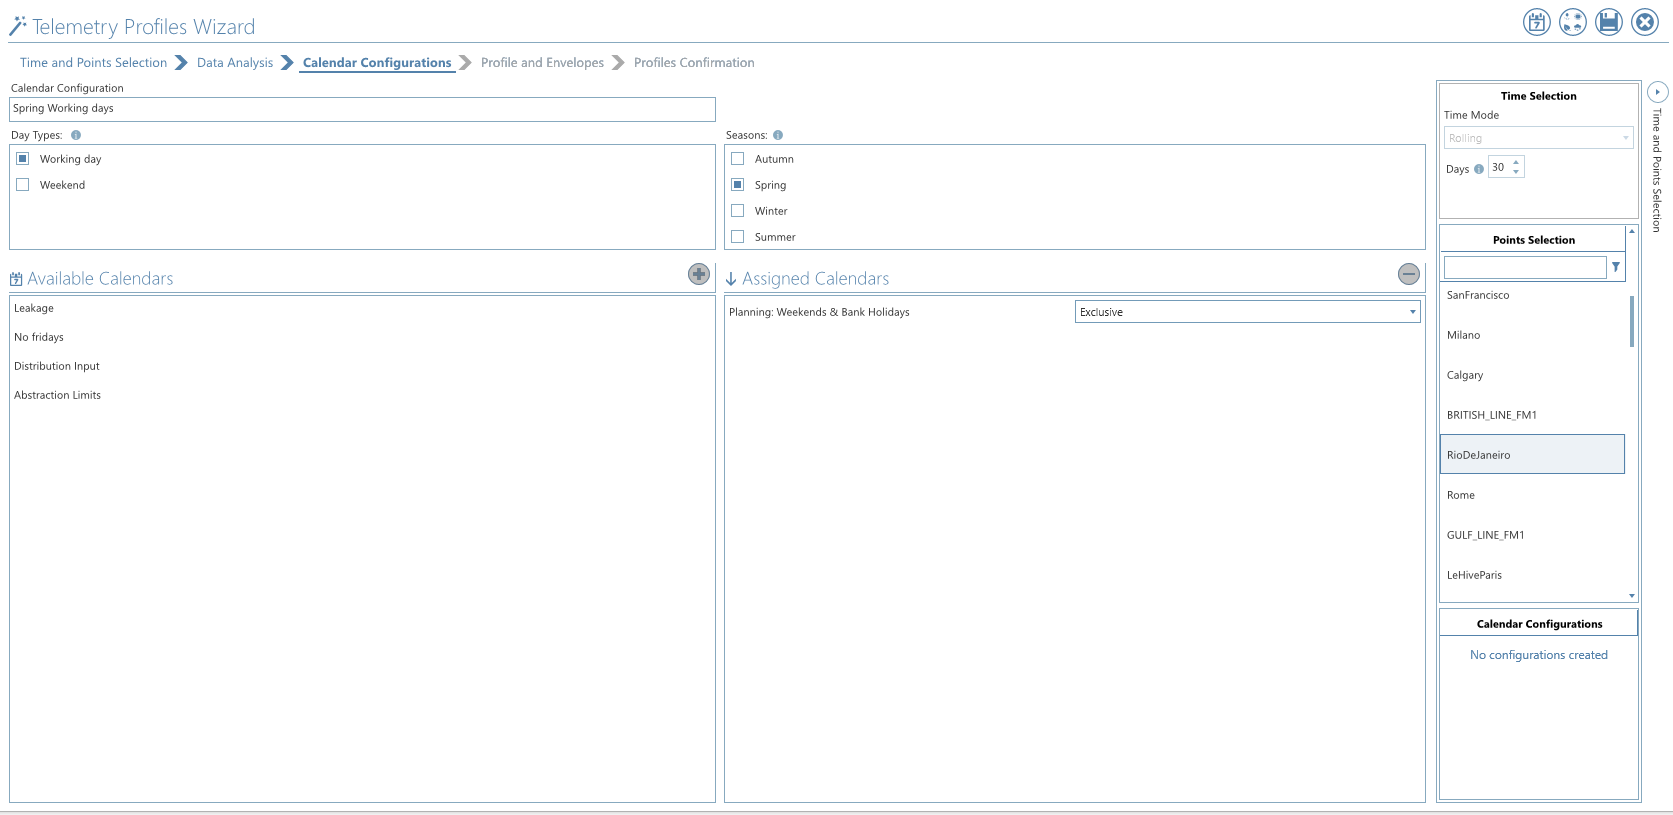 Telemetry Profiles Wizard
Time and Points Selection
Data Analysis
Calendar Configurations
Profile and Envelopes
Profiles Confirmation
Calendar Configuration
Spring Working days
Day Types:
Working day
Weekend
Seasons:
Autumn
Spring
Winter
Summer
7 Available Calendars
Leakage
No fridays
Distribution Input
Abstraction Limits
Assigned Calendars
Planning: Weekends & Bank Holidays
Exclusive
7
Time Selection
Time Mode
Rolling
Days 30
Points Selection
SanFrancisco
Milano
Calgary
BRITISH_LINE_FM1
RioDeJaneiro
Rome
GULF_LINE_FM1
LeHiveParis
Calendar Configurations
No configurations created
Time and Points Selection